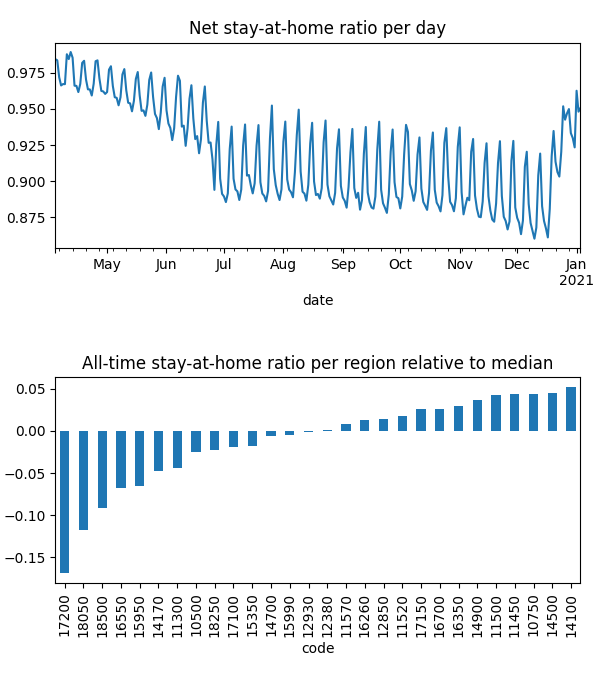 Net stay-at-home ratio per day
0.975
0.950
0.925
0.900
0.875
May Jun Jul Aug Sep Oct Nov Dec Jan
2021
date
All-time stay-at-home ratio per region relative to median
0.05
0.00
−0.05
−0.10
−0.15
17200 18050 18500 16550 15950 14170 11300 10500 18250 17100 15350 14700 15990 12930 12380 11570 16260 12850 11520 17150 16700 16350 14900 11500 11450 10750 14500 14100
code